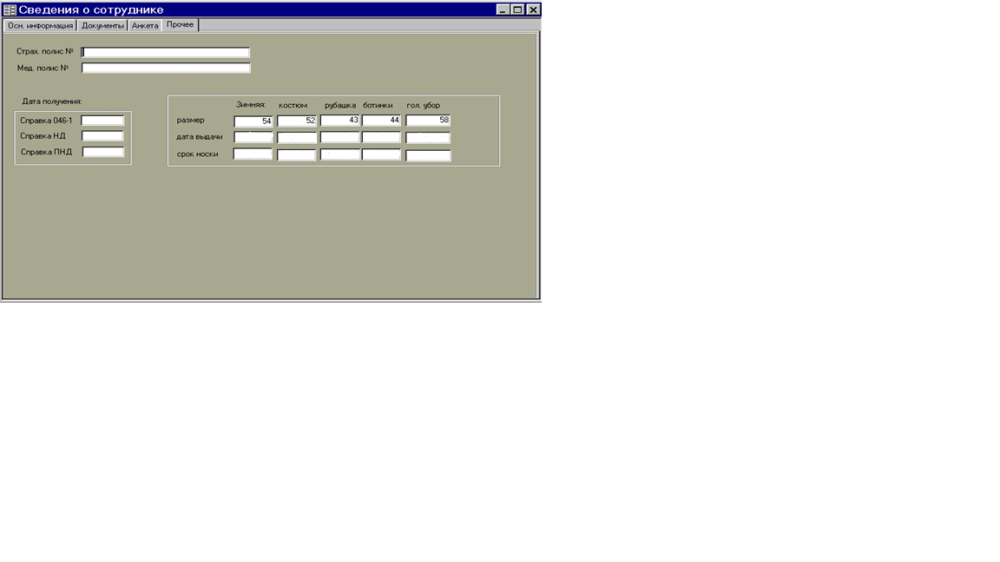 Сведения о сотруднике
Осн. информация Документы Анкета Прочее
Страх. полис №
Мед. полис №
Дата получения:
Справка 046-1
Справка НД
Справка ПНД
Зимняя: костюм рубашка ботинки гол. убор
размер 54 52 43 44 58
дата выдачи
срок носки